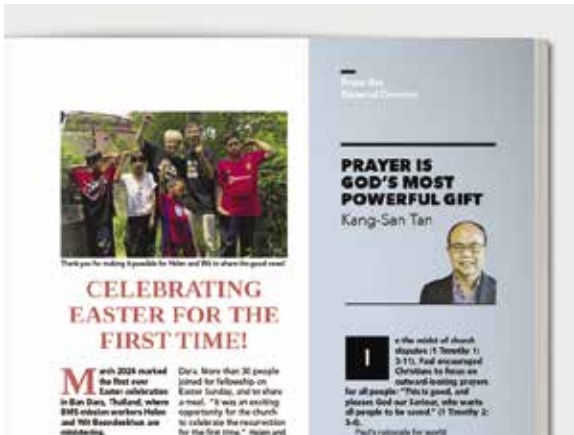 Thank you for making it possible for Helen and Wit to share the good news!
CELEBRATING
EASTER FOR THE
FIRST TIME!
March 2024 marked
the first ever
Easter celebration
in Ban Dara, Thailand, where
BMS mission workers Helen
and Wit Boondeekhun are
ministering.
Dara. More than 30 people
joined for fellowship on
Easter Sunday, and to share
a meal. "It was an exciting
opportunity for the church
to celebrate the resurrection
for the first time." Helen and
From the
General Director
PRAYER IS
GOD'S MOST
POWERFUL GIFT
Kang-San Tan
In the midst of church
disputes (1 Timothy 1:
3-11), Paul encouraged
Christians to focus on
outward-looking prayers
for all people: "This is good, and
pleases God our Saviour, who wants
all people to be saved." (1 Timothy 2:
3-4).
Paul's rationale for world